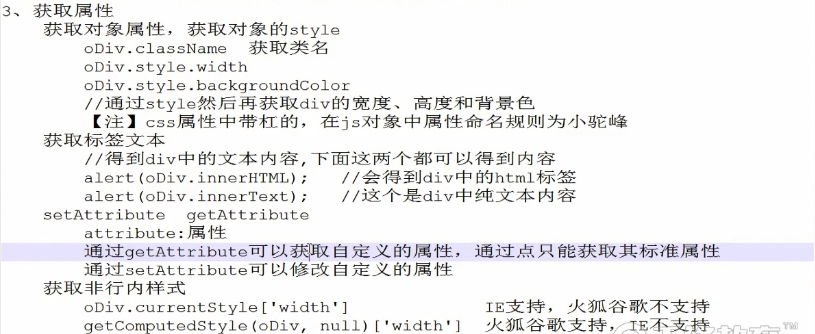 3、获取属性
获取对象属性，获取对象的style
oDiv.className 获取类名
oDiv.style.width
oDiv.style.backgroundColor
//通过style然后再获取div的宽度、高度和背景色
【注】css属性中带杠的，在js对象中属性命名规则为小驼峰
获取标签文本
//得到div中的文本内容,下面这两个都可以得到内容
alert(oDiv.innerHTML); //会得到div中的html标签
alert(oDiv.innerText); //这个是div中纯文本内容
setAttribute getAttribute
attribute:属性
通过getAttribute可以获取自定义的属性，通过点只能获取其标准属性
通过setAttribute可以修改自定义的属性
获取非行内样式
oDiv.currentStyle['width'] IE支持，火狐谷歌不支持
getComputedStyle(oDiv, null)['width'] 火狐谷歌支持，IE不支持